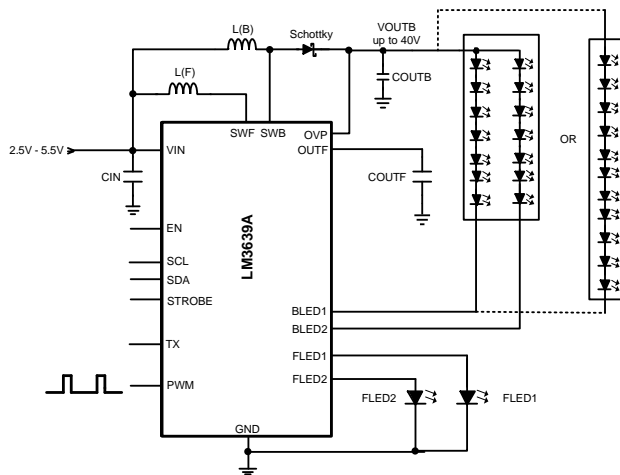 L(B)
Schottky
VOUTB
up to 40V
COUTB
L(F)
SWF
SWB
OVP
OUTF
OR
2.5V - 5.5V
VIN
CIN
COUTF
EN
LM3639A
SCL
SDA
STROBE
BLED1
BLED2
TX
FLED1
FLED2
PWM
FLED2
FLED1
GND